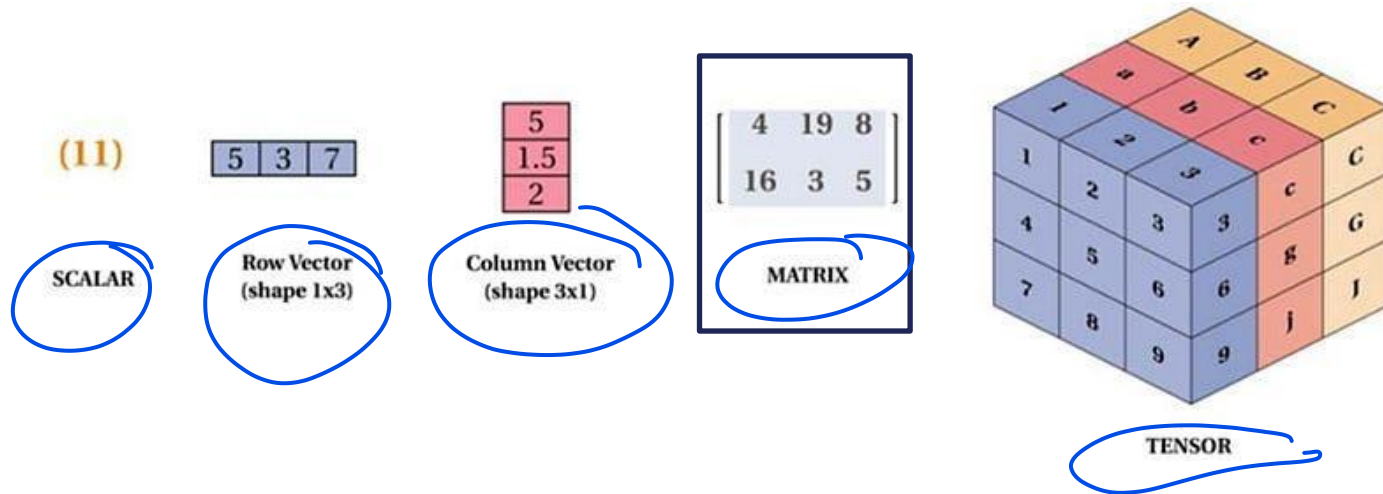 (11)
SCALAR
5 3 7
Row Vector
(shape 1x3)
5
1.5
2
Column Vector
(shape 3x1)
4 19 8
16 3 5
MATRIX
A
a B
1 b C
2 c
3
1 2 3 3 c C
4 5 6 6 g G
7 8 9 9 j J
TENSOR